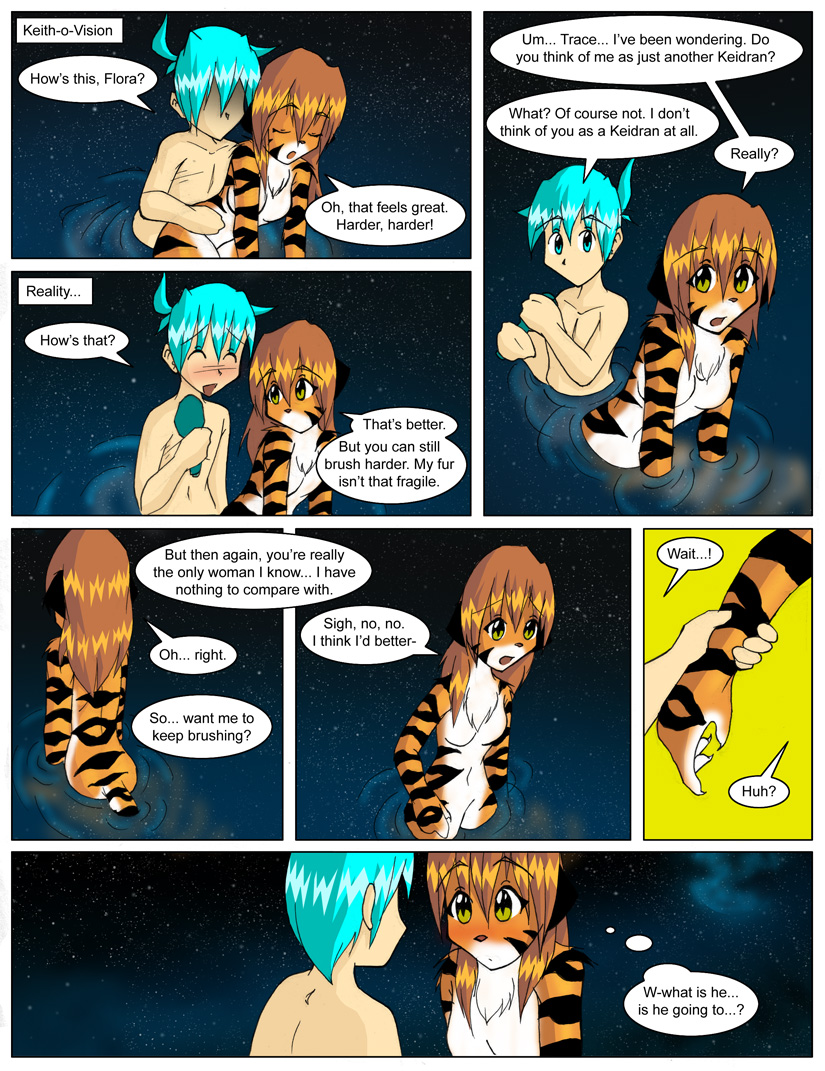 Keith-o-Vision
How's this, Flora?
Oh, that feels great.
Harder, harder!
Reality...
How's that?
That's better.
But you can still
brush harder. My fur
isn't that fragile.
Um... Trace... I've been wondering. Do
you think of me as just another Keidran?
What? Of course not. I don't
think of you as a Keidran at all.
Really?
But then again, you're really
the only woman I know... I have
nothing to compare with.
Oh... right.
So... want me to
keep brushing?
Sigh, no, no.
I think I'd better-
Wait...!
Huh?
W-what is he...
is he going to...?